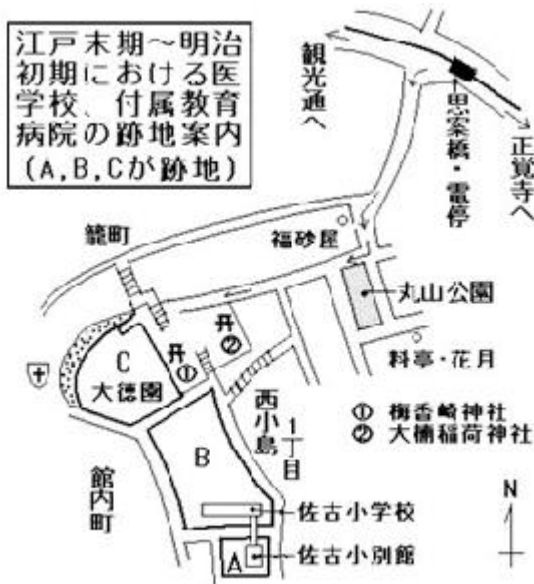 江戸末期～明治
初期における医
学校、付属教育
病院の跡地案内
(A,B,Cが跡地)
観光通へ
思案橋・電停
正覚寺へ
籠町
福砂屋
丸山公園
料亭・花月
C
大徳園
①
②
① 梅香崎神社
② 大楠稲荷神社
西小島
1丁目
B
館内町
佐古小学校
佐古小別館
A
N